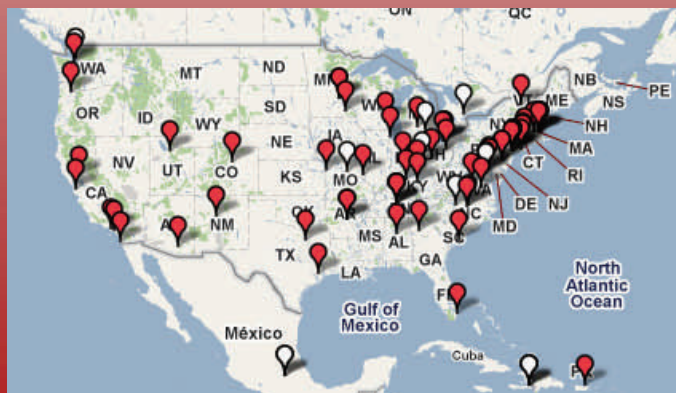 ON
QC
WA
MT
ND
NB
PE
ME
NS
OR
ID
SD
WY
NY
NH
IA
NE
MA
NV
UT
CO
CT
RI
KS
MO
CA
NJ
DE
MD
NM
AR
NC
SC
MS
AL
GA
TX
LA
North
Atlantic
Ocean
Gulf of
Mexico
México
Cuba